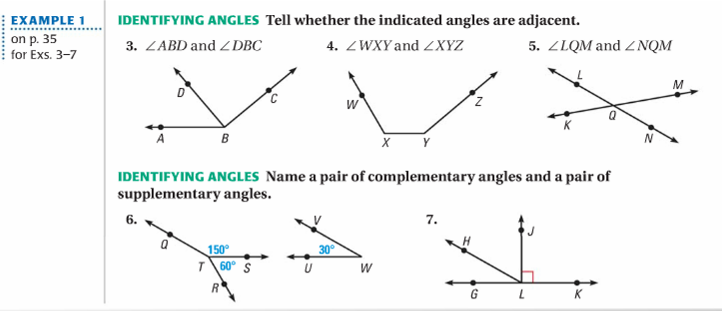 EXAMPLE 1
on p. 35
for Exs. 3–7
IDENTIFYING ANGLES Tell whether the indicated angles are adjacent.
3. ∠ABD and ∠DBC
4. ∠WXY and ∠XYZ
5. ∠LQM and ∠NQM
D
C
A
B
W
Z
X
Y
L
M
Q
K
N
IDENTIFYING ANGLES Name a pair of complementary angles and a pair of
supplementary angles.
6.
Q
150°
T
60°
S
R
V
30°
U
W
7.
H
J
G
L
K